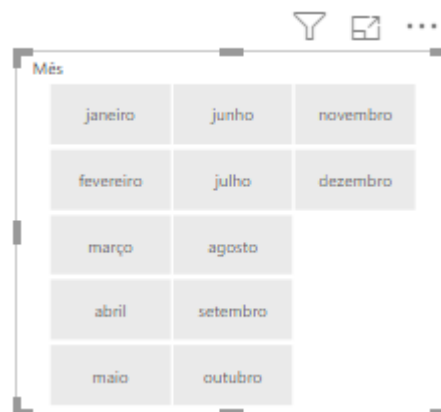 Mês
janeiro junho novembro
fevereiro julho dezembro
março agosto
abril setembro
maio outubro